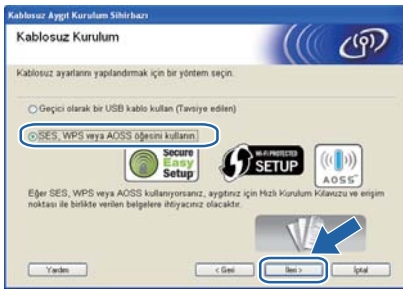 Kablosuz Aygıt Kurulum Sihirbazı
Kablosuz Kurulum
Kablosuz ayarlarını yapılandırmak için bir yöntem seçin.
Geçici olarak bir USB kablo kullan (Tavsiye edilen)
SES, WPS veya AOSS öğesini kullanın.
Secure
Easy
Setup
Wi-Fi PROTECTED
SETUP
AOSS
Eğer SES, WPS veya AOSS kullanıyorsanız, aygıtınız için Hızlı Kurulum Kılavuzu ve erişim
noktası ile birlikte verilen belgelere ihtiyacınız olacaktır.
Yardım
< Geri
İleri >
İptal